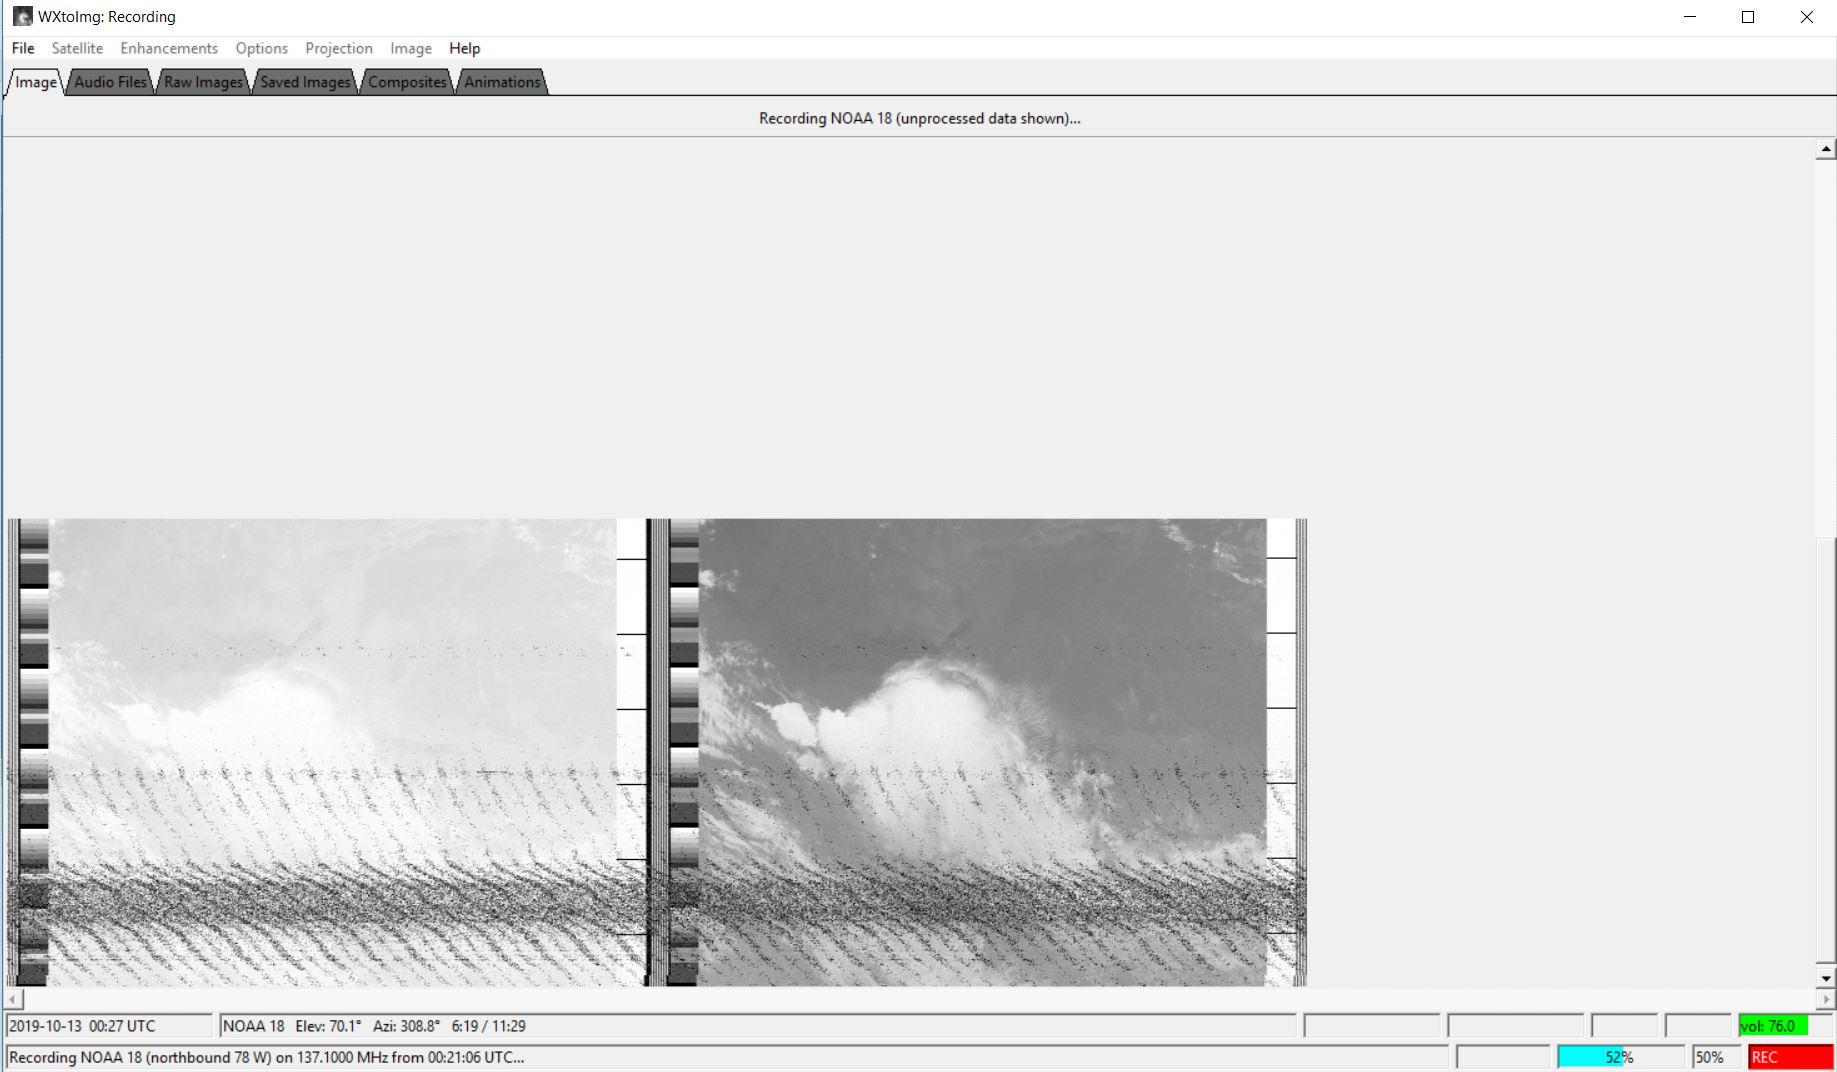 WXtoImg: Recording
File Satellite Enhancements Options Projection Image Help
Image Audio Files Raw Images Saved Images Composites Animations
Recording NOAA 18 (unprocessed data shown)...
2019-10-13 00:27 UTC NOAA 18 Elev: 70.1° Azi: 308.8° 6:19 / 11:29 vol: 76.0
Recording NOAA 18 (northbound 78 W) on 137.1000 MHz from 00:21:06 UTC... 52% 50% REC